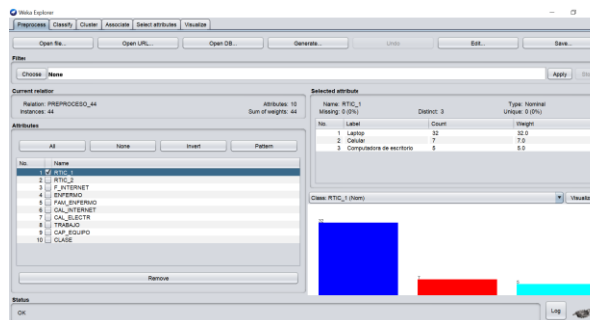 Weka Explorer
Preprocess Classify Cluster Associate Select attributes Visualize
Open file... Open URL... Open DB... Generate... Undo Edit... Save...
Filter
Choose None Apply
Current relation
Relation: PREPROCESO_44 Attributes: 10
Instances: 44 Sum of weights: 44
Selected attribute
Name: RTIC_1 Type: Nominal
Missing: 0 (0%) Distinct: 3 Unique: 0 (0%)
No. Label Count Weight
1 Laptop 32 32.0
2 Celular 7 7.0
3 Computadora de escritorio 5 5.0
Attributes
All None Invert Pattern
No. Name
1 RTIC_1
2 RTIC_2
3 F_INTERNET
4 ENFERMO
5 FAM_ENFERMO
6 CAL_INTERNET
7 CAL_ELECTR
8 TRABAJO
9 CAP_EQUIPO
10 CLASE
Remove
Class: RTIC_1 (Nom) Visualize
Status
OK
Log